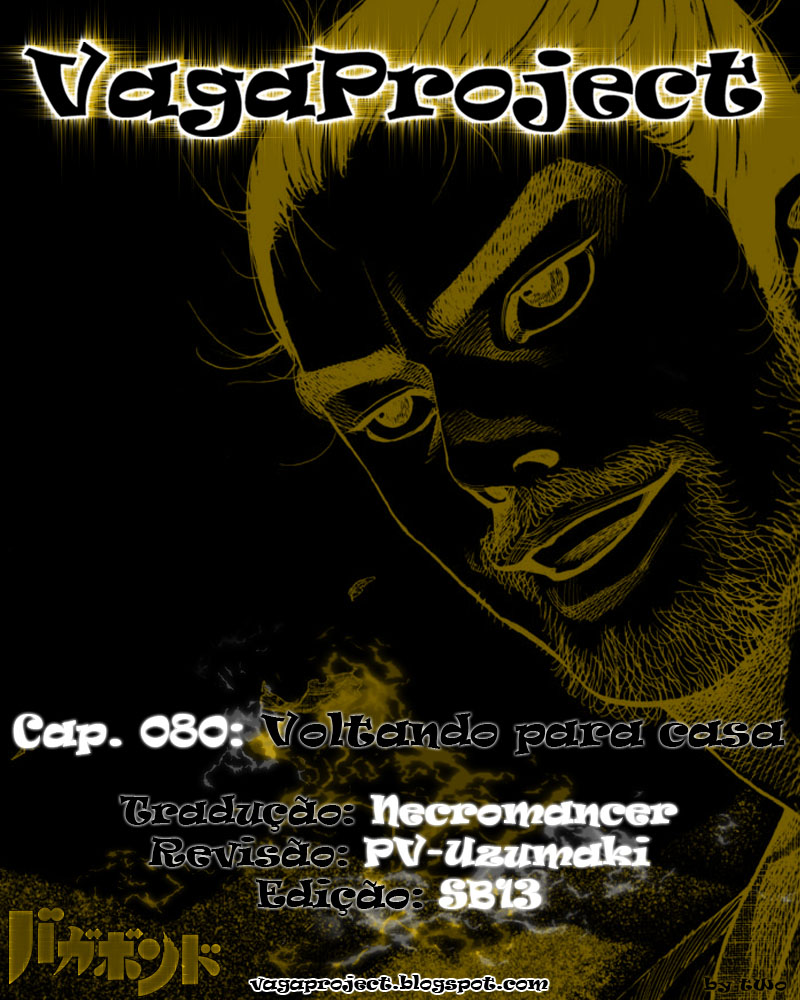 VagaProject
Cap. 080: Voltando para casa
Tradução: Necromancer
Revisão: PV-Uzumaki
Edição: SB13
バガボンド
vagaproject.blogspot.com
by tWo